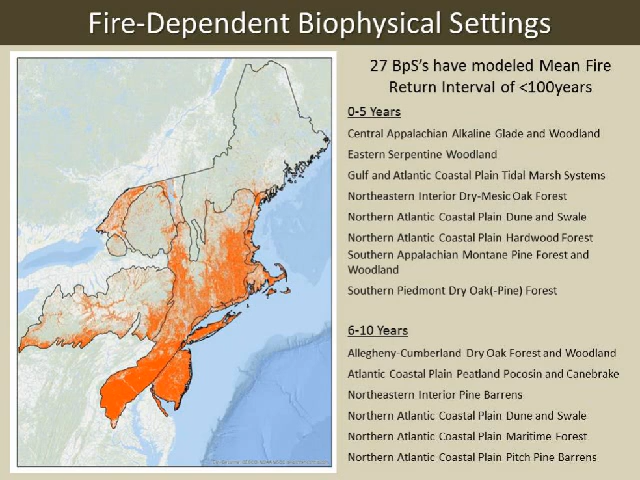 Fire-Dependent Biophysical Settings
27 BpS's have modeled Mean Fire
Return Interval of <100years
0-5 Years
Central Appalachian Alkaline Glade and Woodland
Eastern Serpentine Woodland
Gulf and Atlantic Coastal Plain Tidal Marsh Systems
Northeastern Interior Dry-Mesic Oak Forest
Northern Atlantic Coastal Plain Dune and Swale
Northern Atlantic Coastal Plain Hardwood Forest
Southern Appalachian Montane Pine Forest and
Woodland
Southern Piedmont Dry Oak(-Pine) Forest
6-10 Years
Allegheny-Cumberland Dry Oak Forest and Woodland
Atlantic Coastal Plain Peatland Pocosin and Canebrake
Northeastern Interior Pine Barrens
Northern Atlantic Coastal Plain Dune and Swale
Northern Atlantic Coastal Plain Maritime Forest
Northern Atlantic Coastal Plain Pitch Pine Barrens